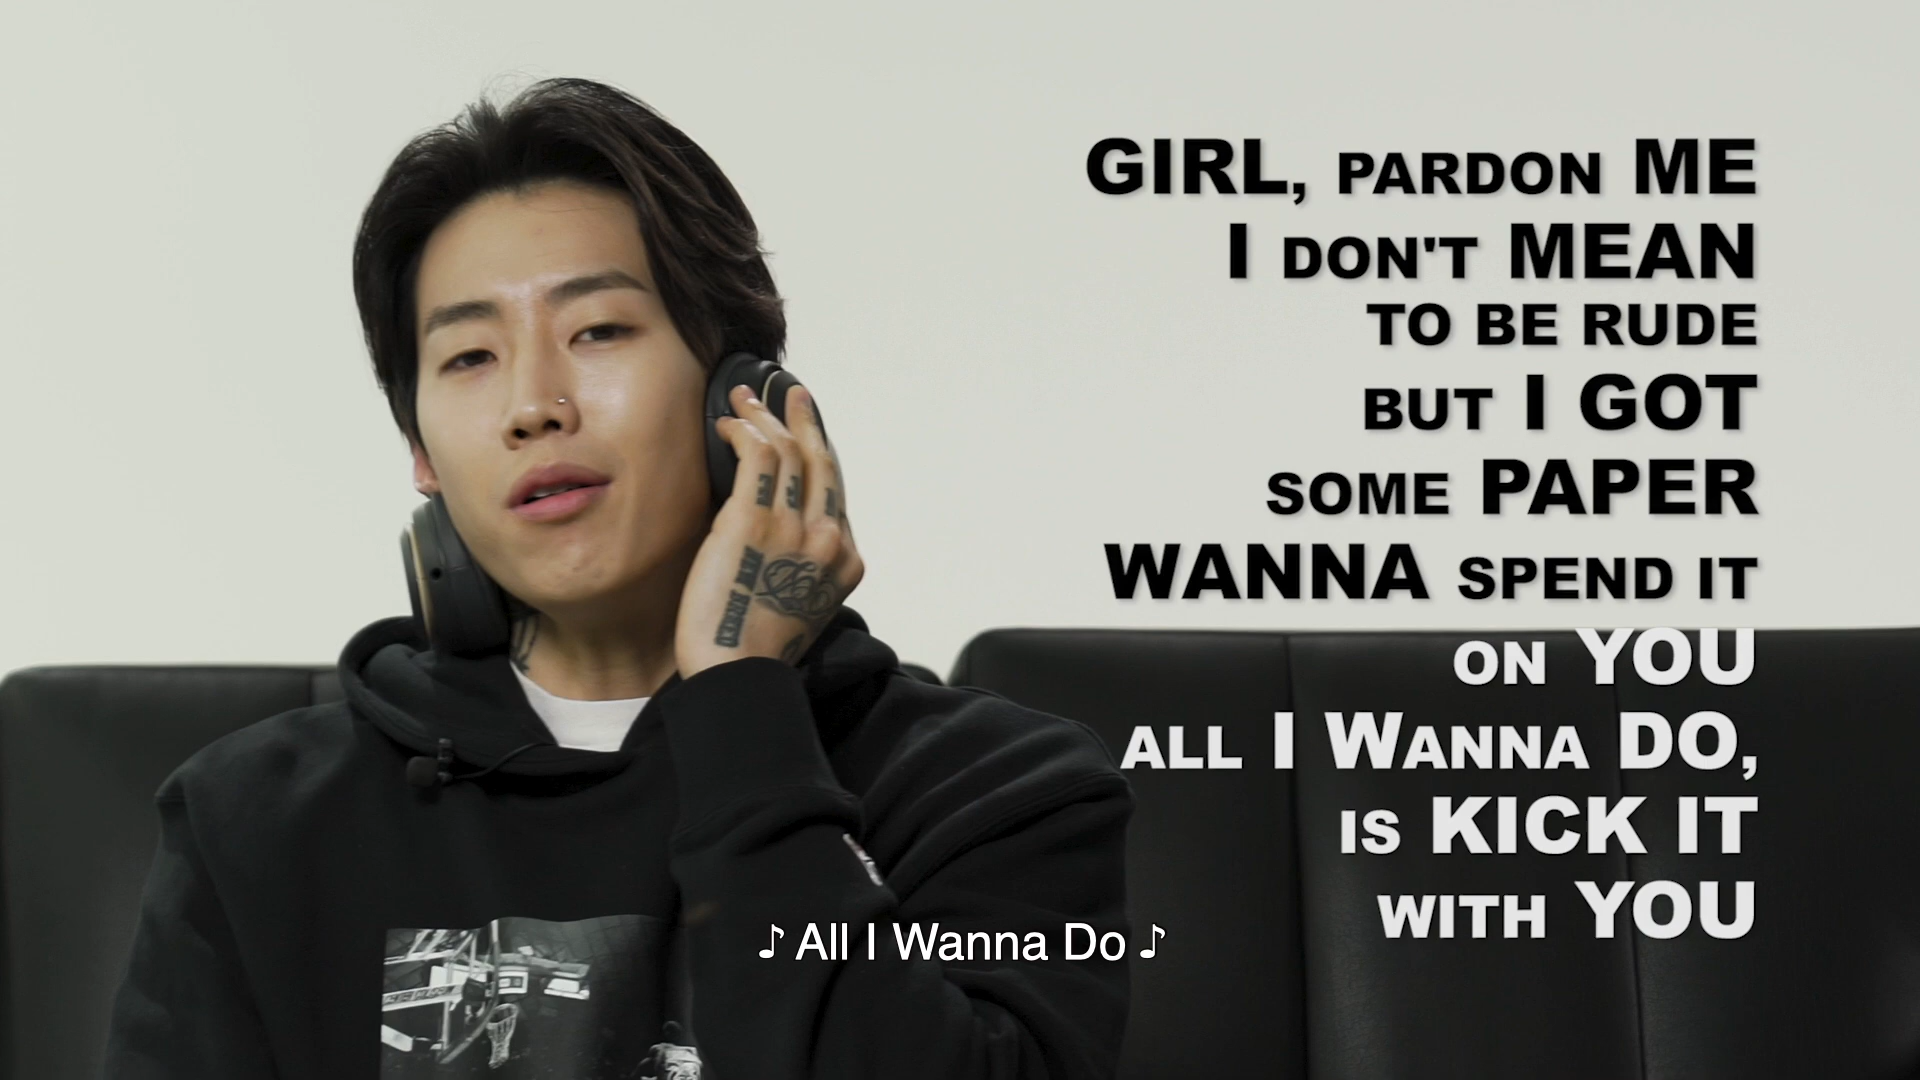 GIRL, PARDON ME
I DON'T MEAN
TO BE RUDE
BUT I GOT
SOME PAPER
WANNA SPEND IT
ON YOU
ALL I WANNA DO,
IS KICK IT
WITH YOU
♪ All I Wanna Do ♪